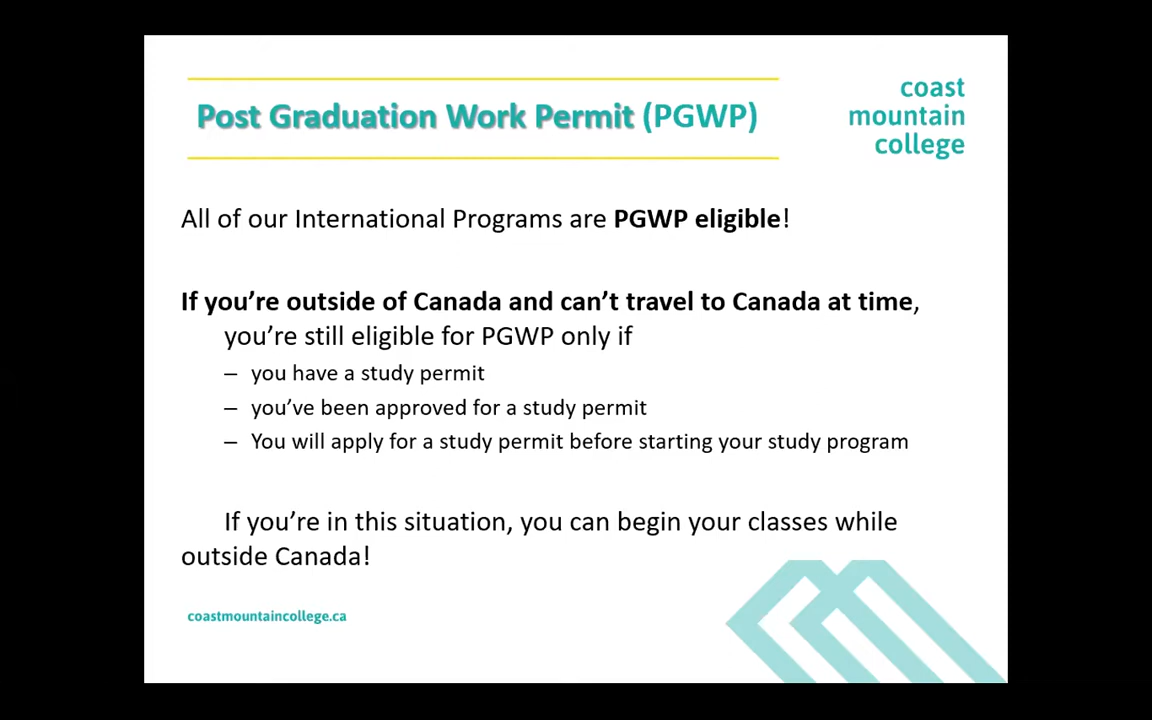 Post Graduation Work Permit (PGWP)
coast
mountain
college
All of our International Programs are PGWP eligible!
If you’re outside of Canada and can’t travel to Canada at time,
you’re still eligible for PGWP only if
– you have a study permit
– you’ve been approved for a study permit
– You will apply for a study permit before starting your study program
If you’re in this situation, you can begin your classes while
outside Canada!
coastmountaincollege.ca